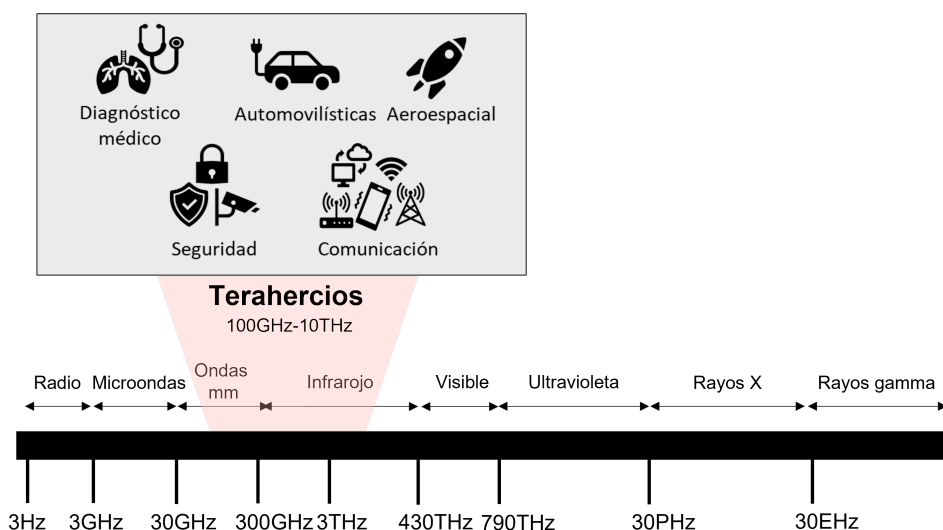 Diagnóstico
médico
Automovilísticas
Aeroespacial
Seguridad
Comunicación
Terahercios
100GHz-10THz
Radio
Microondas
Ondas
mm
Infrarojo
Visible
Ultravioleta
Rayos X
Rayos gamma
3Hz
3GHz
30GHz
300GHz
3THz
430THz
790THz
30PHz
30EHz